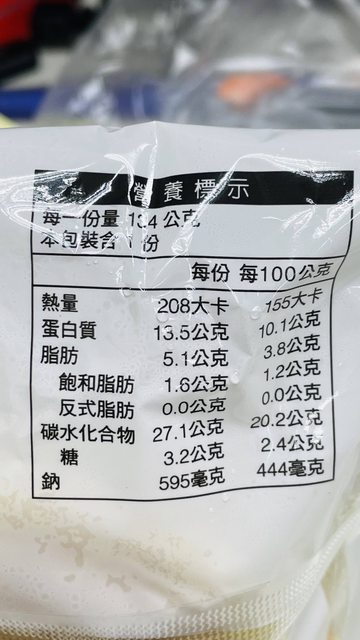 營養標示
每一份量 134 公克
本包裝含 1 份
每份 每100公克
熱量 208大卡 155大卡
蛋白質 13.5公克 10.1公克
脂肪 5.1公克 3.8公克
飽和脂肪 1.6公克 1.2公克
反式脂肪 0.0公克 0.0公克
碳水化合物 27.1公克 20.2公克
糖 3.2公克 2.4公克
鈉 595毫克 444毫克